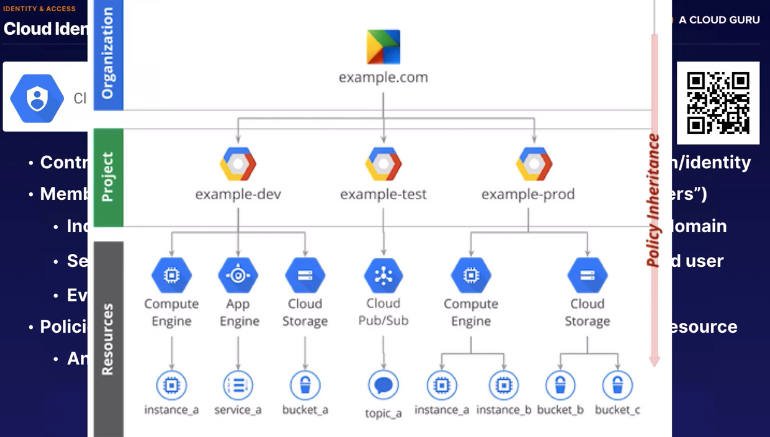 IDENTITY & ACCESS
Cloud Iden
A CLOUD GURU
Cl
Organization
example.com
Project
example-dev
example-test
example-prod
Policy Inheritance
Resources
Compute Engine
App Engine
Cloud Storage
Cloud Pub/Sub
Compute Engine
Cloud Storage
instance_a
service_a
bucket_a
topic_a
instance_a
instance_b
bucket_b
bucket_c
• Contr
n/identity
• Memb
ers")
• Ind
domain
• Se
d user
• Ev
• Polici
esource
• An